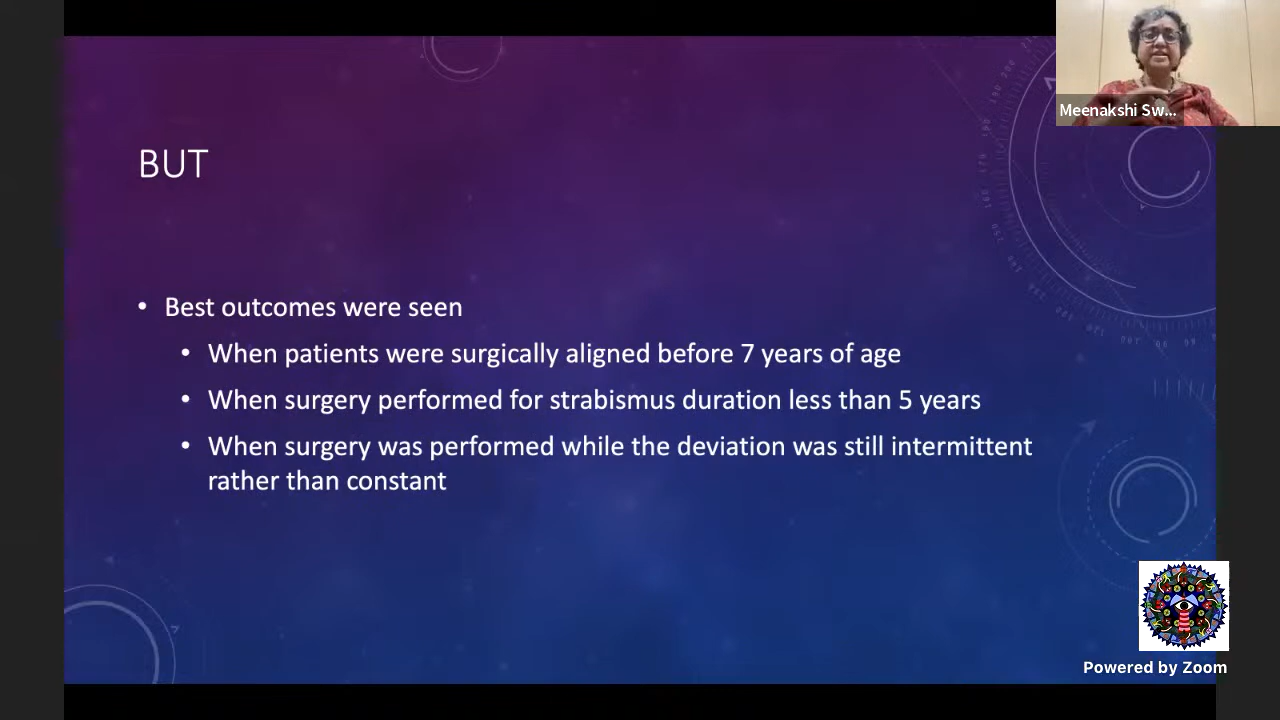 Meenakshi Sw...
BUT
• Best outcomes were seen
• When patients were surgically aligned before 7 years of age
• When surgery performed for strabismus duration less than 5 years
• When surgery was performed while the deviation was still intermittent
rather than constant
Powered by Zoom